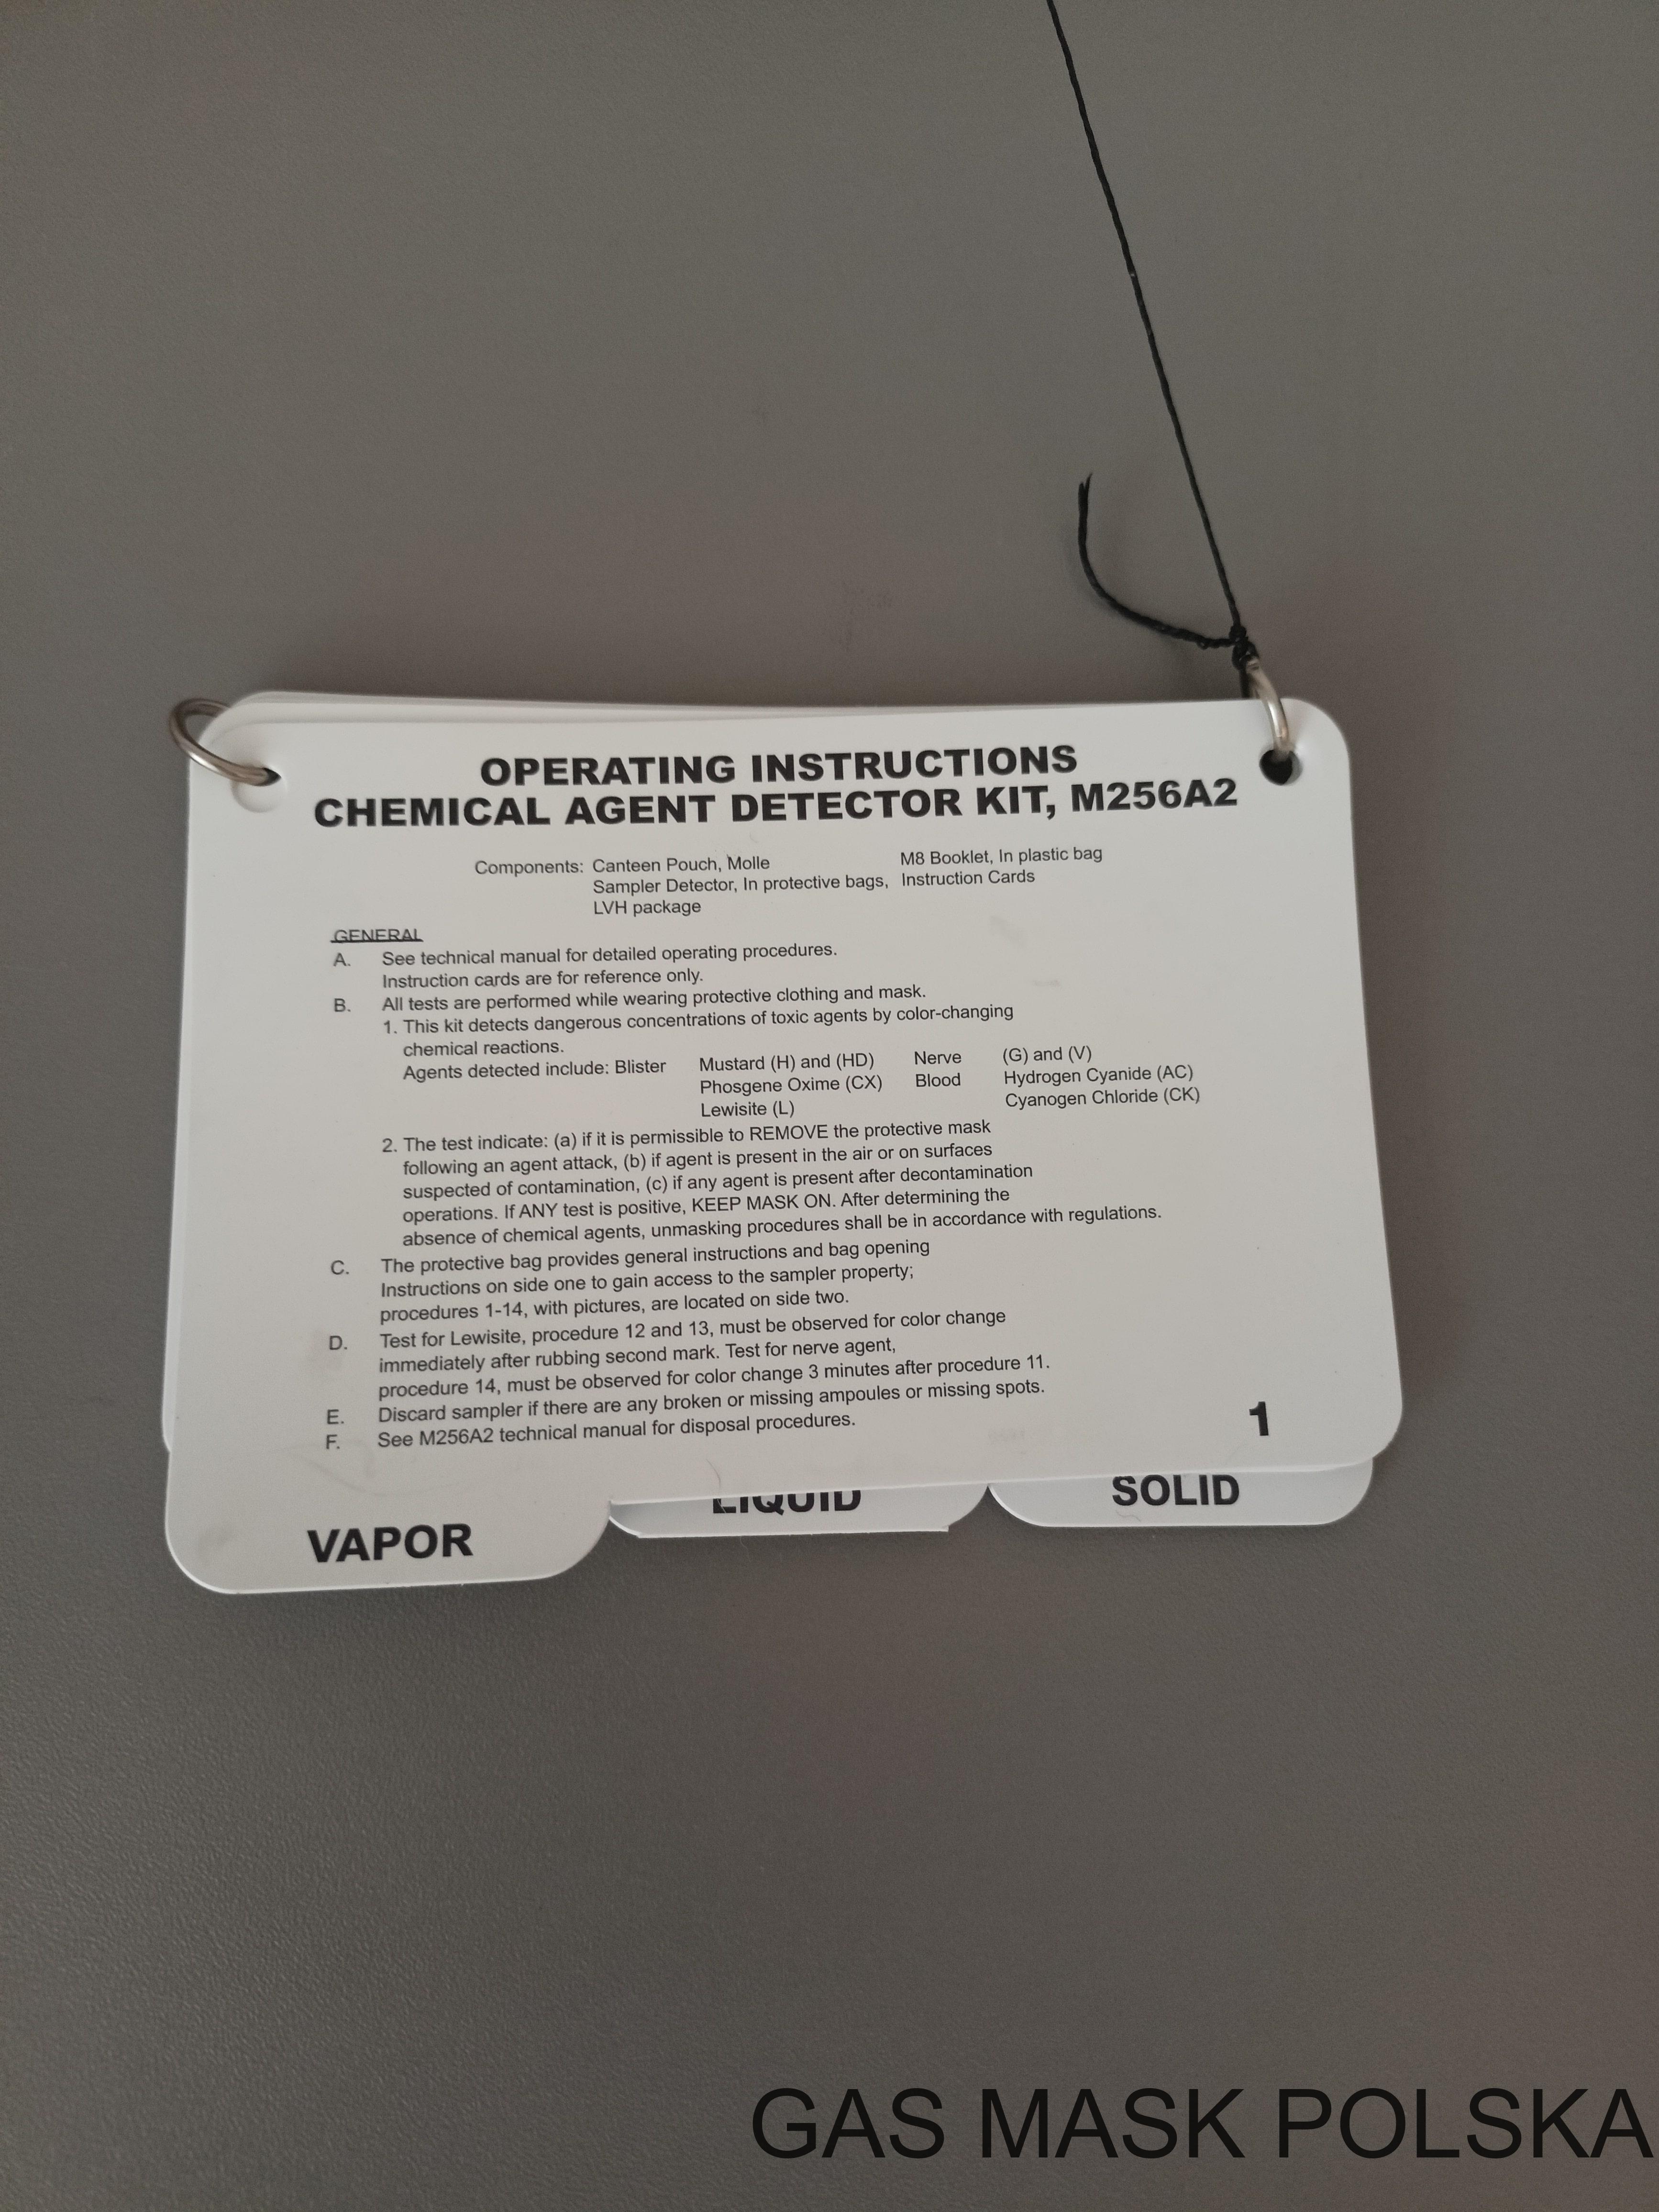 OPERATING INSTRUCTIONS
CHEMICAL AGENT DETECTOR KIT, M256A2
Components: Canteen Pouch, Molle M8 Booklet, In plastic bag
Sampler Detector, In protective bags, Instruction Cards
LVH package
GENERAL
A. See technical manual for detailed operating procedures.
Instruction cards are for reference only.
B. All tests are performed while wearing protective clothing and mask.
1. This kit detects dangerous concentrations of toxic agents by color-changing
chemical reactions.
Agents detected include: Blister Mustard (H) and (HD) Nerve (G) and (V)
Phosgene Oxime (CX) Blood Hydrogen Cyanide (AC)
Lewisite (L) Cyanogen Chloride (CK)
2. The test indicate: (a) if it is permissible to REMOVE the protective mask
following an agent attack, (b) if agent is present in the air or on surfaces
suspected of contamination, (c) if any agent is present after decontamination
operations. If ANY test is positive, KEEP MASK ON. After determining the
absence of chemical agents, unmasking procedures shall be in accordance with regulations.
C. The protective bag provides general instructions and bag opening
Instructions on side one to gain access to the sampler property;
procedures 1-14, with pictures, are located on side two.
D. Test for Lewisite, procedure 12 and 13, must be observed for color change
immediately after rubbing second mark. Test for nerve agent,
procedure 14, must be observed for color change 3 minutes after procedure 11.
E. Discard sampler if there are any broken or missing ampoules or missing spots.
F. See M256A2 technical manual for disposal procedures.
1
VAPOR LIQUID SOLID
GAS MASK POLSKA